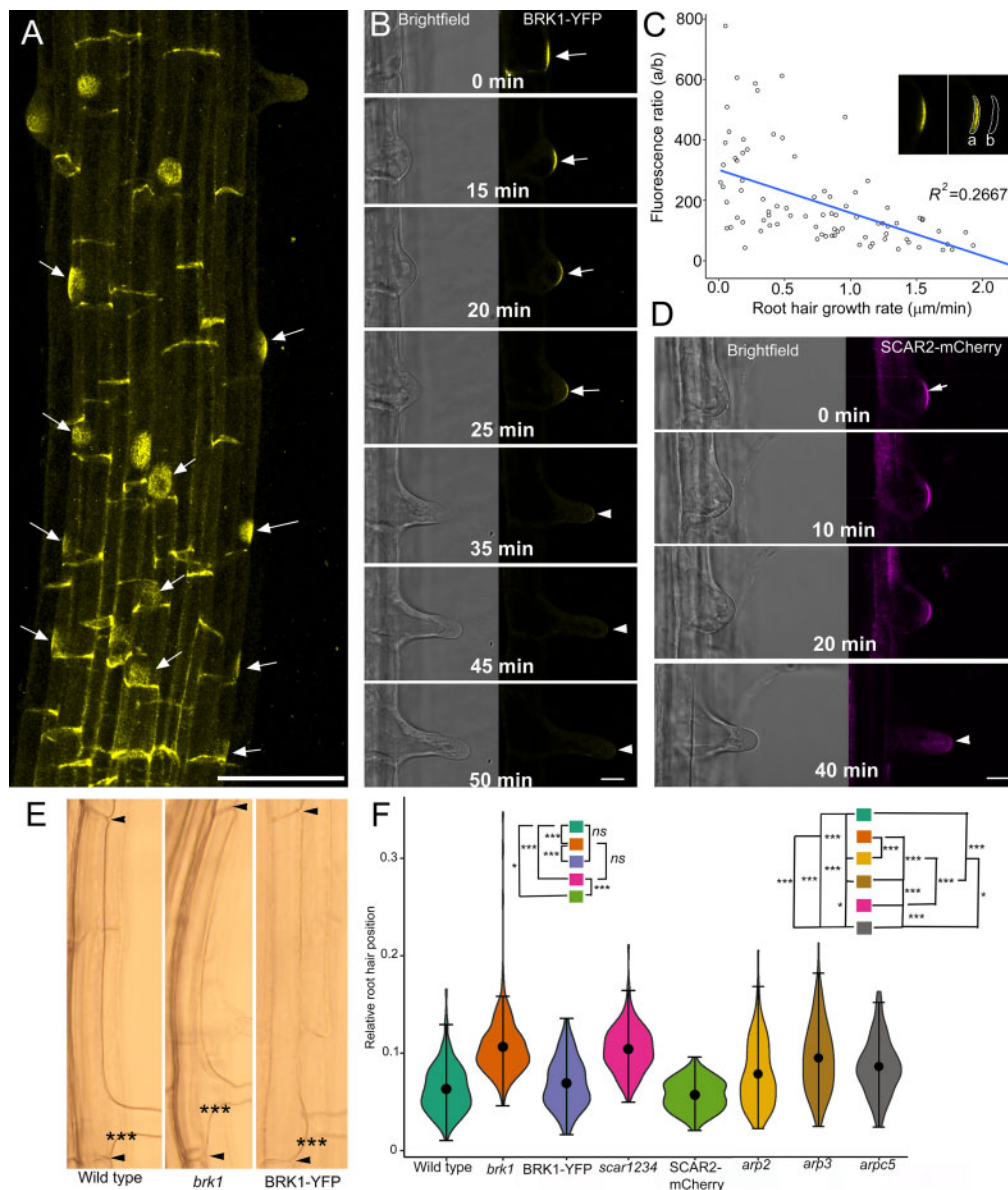 A
B
Brightfield
BRK1-YFP
0 min
15 min
20 min
25 min
35 min
45 min
50 min
C
Fluorescence ratio (a/b)
800
600
400
200
0
a
b
R²=0.2667
0.0
0.5
1.0
1.5
2.0
Root hair growth rate (μm/min)
D
Brightfield
SCAR2-mCherry
0 min
10 min
20 min
40 min
E
***
***
***
Wild type
brk1
BRK1-YFP
F
Relative root hair position
0.3
0.2
0.1
0
*
***
***
***
ns
ns
***
***
***
***
*
***
***
***
***
***
***
*
Wild type
brk1
BRK1-YFP
scar1234
SCAR2-
mCherry
arp2
arp3
arpc5